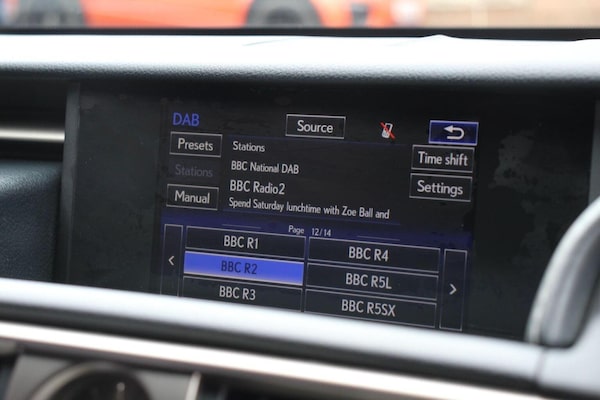 DAB
Source
Presets
Stations
Time shift
Stations
BBC National DAB
Manual
BBC Radio2
Settings
Spend Saturday lunchtime with Zoe Ball and
Page 12/14
BBC R1
BBC R4
BBC R2
BBC R5L
BBC R3
BBC R5SX